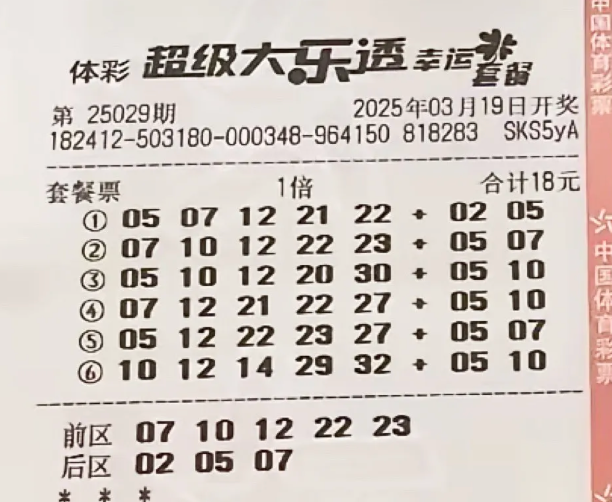 体彩 超级大乐透 幸运套餐
第 25029期 2025年03月19日开奖
182412-503180-000348-964150 818283 SKS5yA
套餐票 1倍 合计18元
① 05 07 12 21 22 + 02 05
② 07 10 12 22 23 + 05 07
③ 05 10 12 20 30 + 05 10
④ 07 12 21 22 27 + 05 10
⑤ 05 12 22 23 27 + 05 07
⑥ 10 12 14 29 32 + 05 10
前区 07 10 12 22 23
后区 02 05 07
* * *
中国体育彩票
中国体育彩票